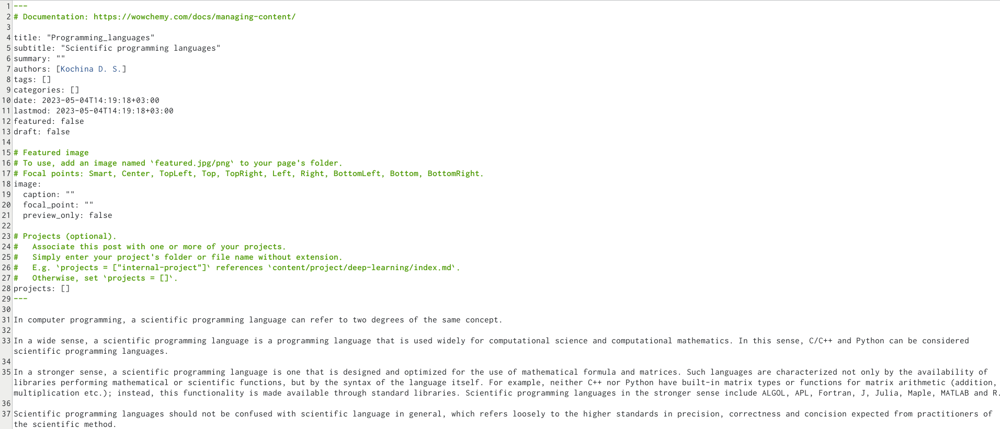 1 ---
2 # Documentation: https://wowchemy.com/docs/managing-content/
3
4 title: "Programming_languages"
5 subtitle: "Scientific programming languages"
6 summary: ""
7 authors: [Kochina D. S.]
8 tags: []
9 categories: []
10 date: 2023-05-04T14:19:18+03:00
11 lastmod: 2023-05-04T14:19:18+03:00
12 featured: false
13 draft: false
14
15 # Featured image
16 # To use, add an image named `featured.jpg/png` to your page's folder.
17 # Focal points: Smart, Center, TopLeft, Top, TopRight, Left, Right, BottomLeft, Bottom, BottomRight.
18 image:
19   caption: ""
20   focal_point: ""
21   preview_only: false
22
23 # Projects (optional).
24 #   Associate this post with one or more of your projects.
25 #   Simply enter your project's folder or file name without extension.
26 #   E.g. `projects = ["internal-project"]` references `content/project/deep-learning/index.md`.
27 #   Otherwise, set `projects = []`.
28 projects: []
29 ---
30
31 In computer programming, a scientific programming language can refer to two degrees of the same concept.
32
33 In a wide sense, a scientific programming language is a programming language that is used widely for computational science and computational mathematics. In this sense, C/C++ and Python can be considered
scientific programming languages.
34
35 In a stronger sense, a scientific programming language is one that is designed and optimized for the use of mathematical formula and matrices. Such languages are characterized not only by the availability of
libraries performing mathematical or scientific functions, but by the syntax of the language itself. For example, neither C++ nor Python have built-in matrix types or functions for matrix arithmetic (addition,
multiplication etc.); instead, this functionality is made available through standard libraries. Scientific programming languages in the stronger sense include ALGOL, APL, Fortran, J, Julia, Maple, MATLAB and R.
36
37 Scientific programming languages should not be confused with scientific language in general, which refers loosely to the higher standards in precision, correctness and concision expected from practitioners of
the scientific method.